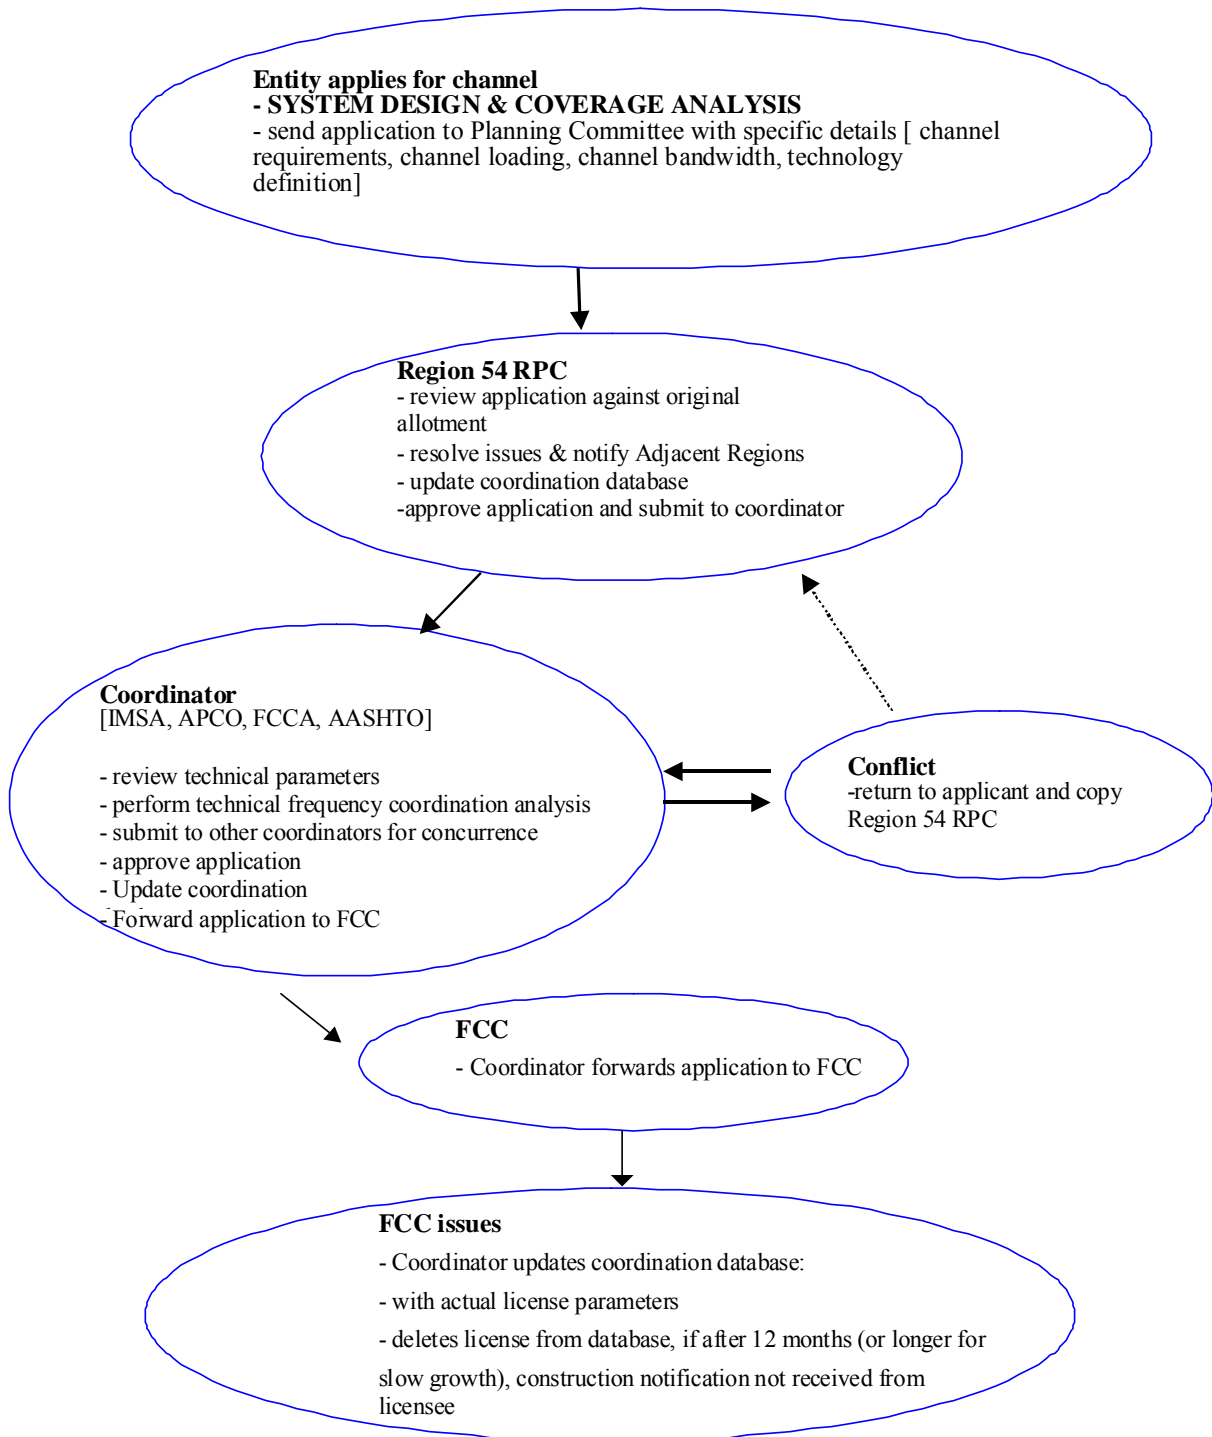 Entity applies for channel
- SYSTEM DESIGN & COVERAGE ANALYSIS
- send application to Planning Committee with specific details [ channel
requirements, channel loading, channel bandwidth, technology
definition]
Region 54 RPC
- review application against original
allotment
- resolve issues & notify Adjacent Regions
- update coordination database
-approve application and submit to coordinator
Coordinator
[IMSA, APCO, FCCA, AASHTO]
- review technical parameters
- perform technical frequency coordination analysis
- submit to other coordinators for concurrence
- approve application
- Update coordination
- Forward application to FCC
Conflict
-return to applicant and copy
Region 54 RPC
FCC
- Coordinator forwards application to FCC
FCC issues
- Coordinator updates coordination database:
- with actual license parameters
- deletes license from database, if after 12 months (or longer for
slow growth), construction notification not received from
licensee